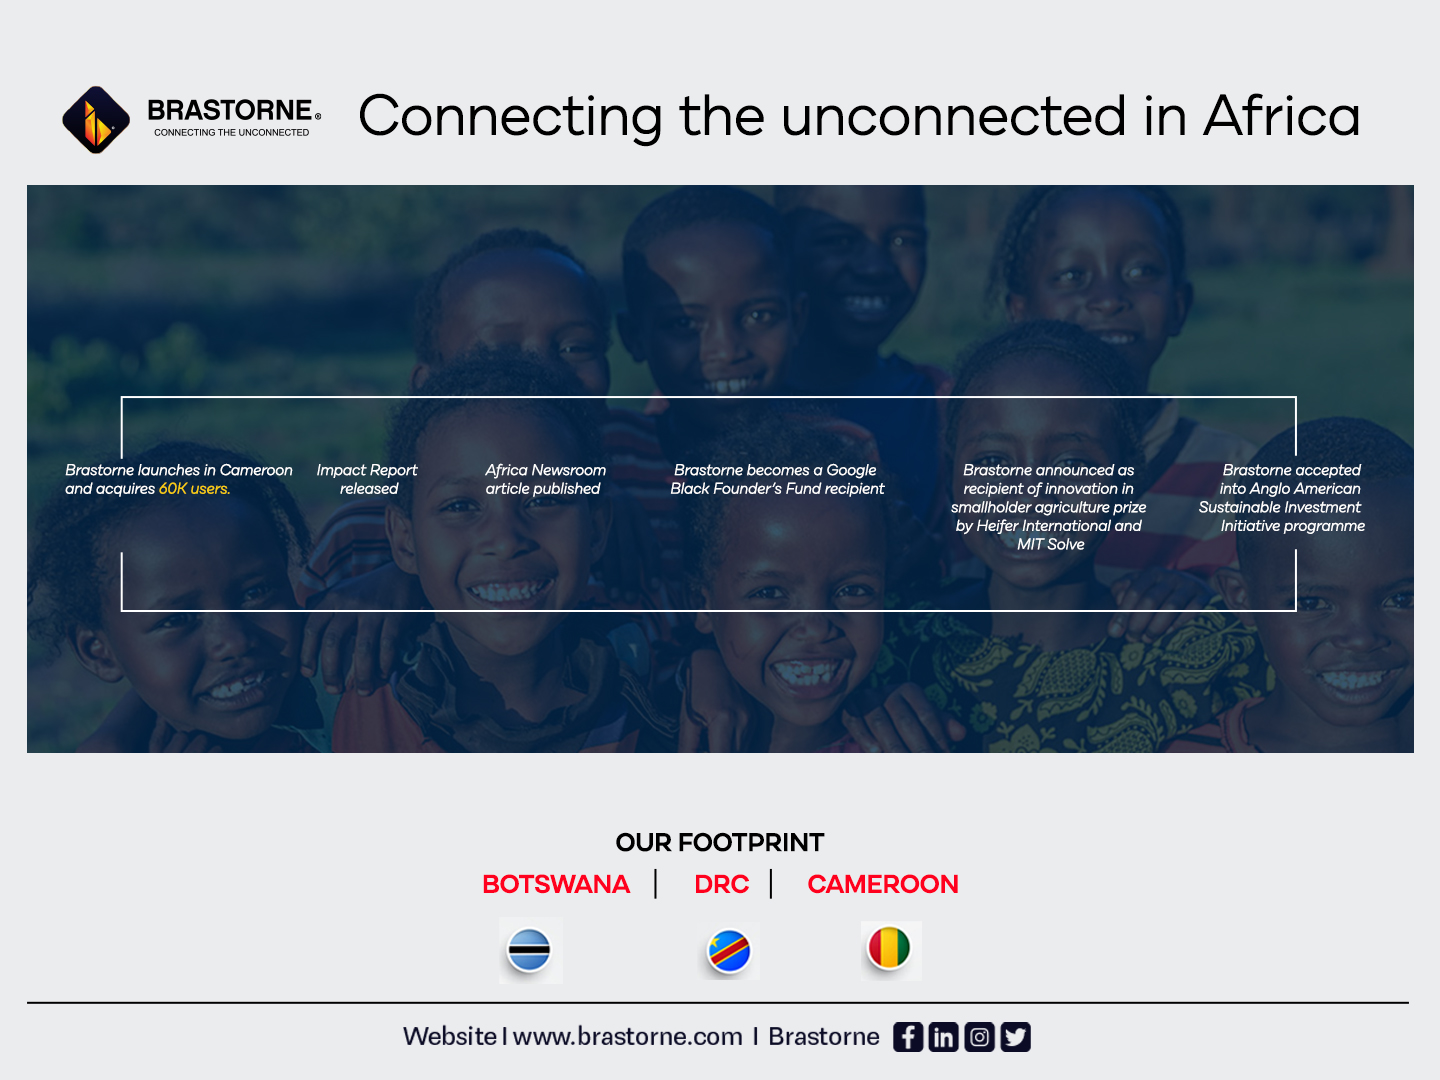 BRASTORNE®
CONNECTING THE UNCONNECTED
Connecting the unconnected in Africa
Brastorne launches in Cameroon
and acquires 60K users.
Impact Report
released
Africa Newsroom
article published
Brastorne becomes a Google
Black Founder's Fund recipient
Brastorne announced as
recipient of innovation in
smallholder agriculture prize
by Heifer International and
MIT Solve
Brastorne accepted
into Anglo American
Sustainable Investment
Initiative programme
OUR FOOTPRINT
BOTSWANA | DRC | CAMEROON
Website I www.brastorne.com I Brastorne